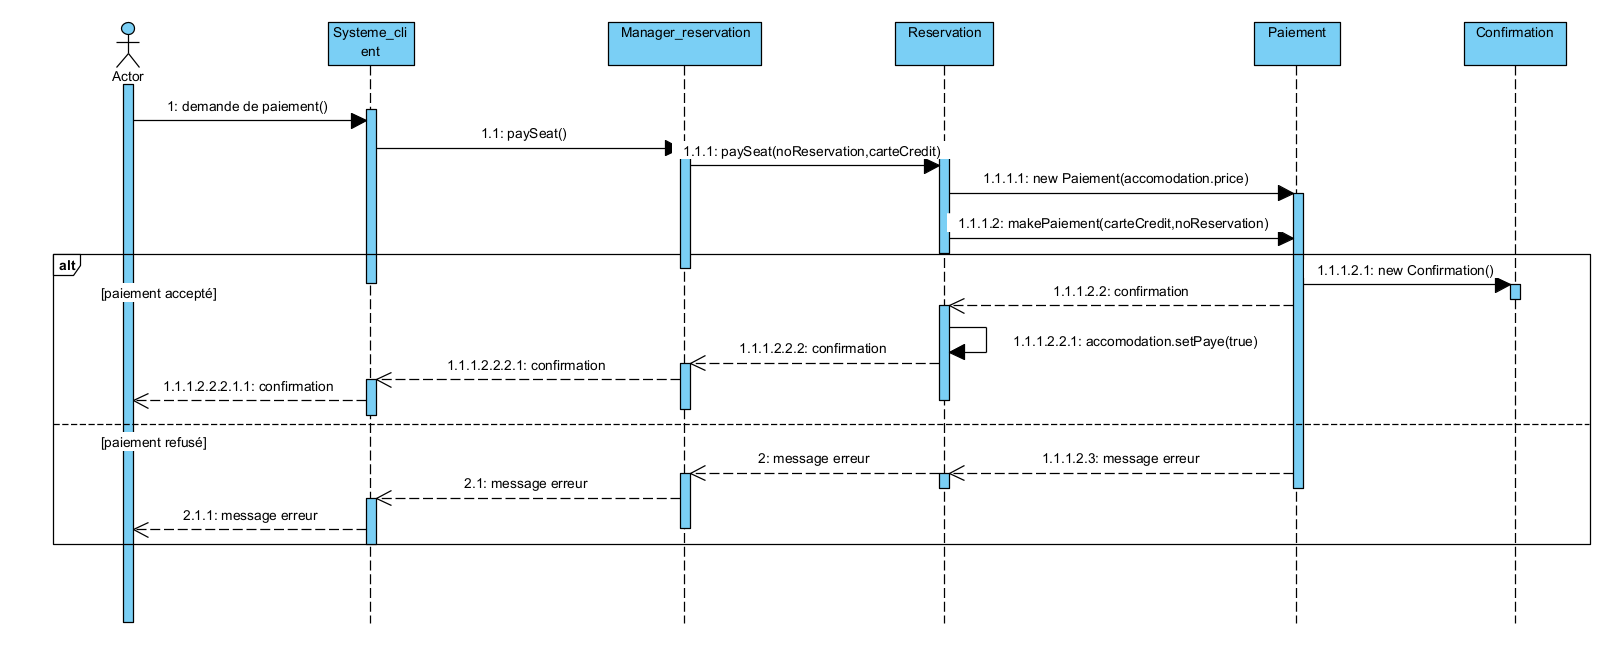 Systeme_cli
ent
Manager_reservation
Reservation
Paiement
Confirmation
Actor
1: demande de paiement()
1.1: paySeat()
1.1.1: paySeat(noReservation,carteCredit)
1.1.1.1: new Paiement(accomodation.price)
1.1.1.2: makePaiement(carteCredit,noReservation)
alt
1.1.1.2.1: new Confirmation()
[paiement accepté]
1.1.1.2.2: confirmation
1.1.1.2.2.1: accomodation.setPaye(true)
1.1.1.2.2.2: confirmation
1.1.1.2.2.2.1: confirmation
1.1.1.2.2.2.1.1: confirmation
[paiement refusé]
2: message erreur
1.1.1.2.3: message erreur
2.1: message erreur
2.1.1: message erreur